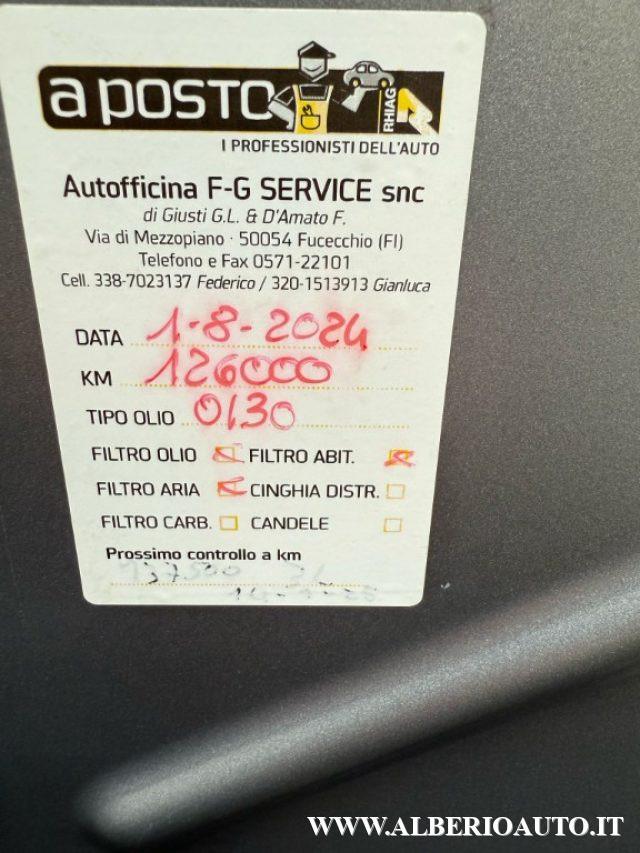 a posto
RHIAG
I PROFESSIONISTI DELL'AUTO
Autofficina F-G SERVICE snc
di Giusti G.L. & D'Amato F.
Via di Mezzopiano · 50054 Fucecchio (FI)
Telefono e Fax 0571-22101
Cell. 338-7023137 Federico / 320-1513913 Gianluca
DATA 1-8-2024
KM 126000
TIPO OLIO 0/30
FILTRO OLIO FILTRO ABIT.
FILTRO ARIA CINGHIA DISTR.
FILTRO CARB. CANDELE
Prossimo controllo a km
WWW.ALBERIOAUTO.IT